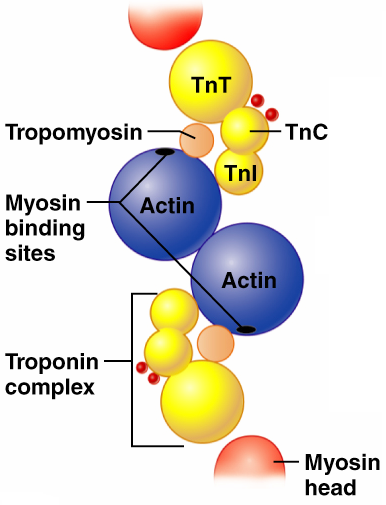 TnT
Tropomyosin
TnC
TnI
Myosin
binding
sites
Actin
Actin
Troponin
complex
Myosin
head